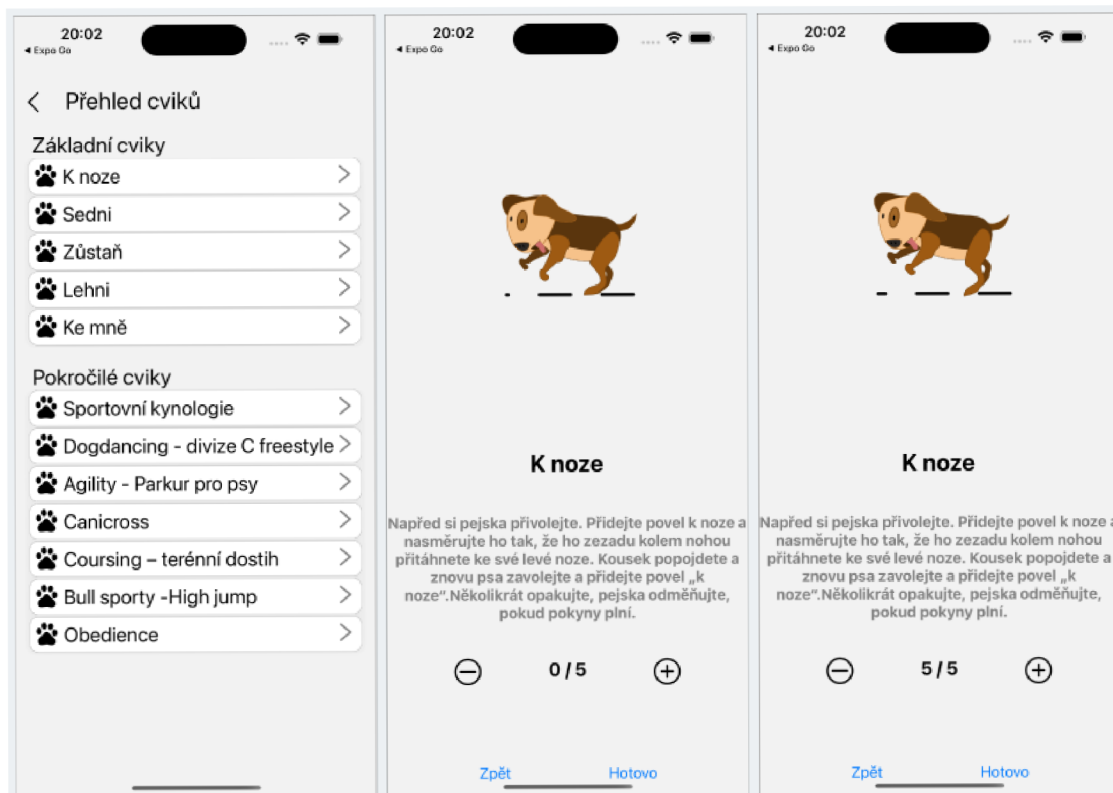 20:02
◀ Expo Go
Přehled cviků
Základní cviky
K noze
Sedni
Zůstaň
Lehni
Ke mně
Pokročilé cviky
Sportovní kynologie
Dogdancing - divize C freestyle
Agility - Parkur pro psy
Canicross
Coursing – terénní dostih
Bull sporty -High jump
Obedience
20:02
◀ Expo Go
K noze
Napřed si pejska přivolejte. Přidejte povel k noze a
nasměrujte ho tak, že ho zezadu kolem nohou
přitáhnete ke své levé noze. Kousek popojdete a
znovu psa zavolejte a přidejte povel „k
noze“.Několikrát opakujte, pejska odměňujte,
pokud pokyny plní.
0 / 5
Zpět
Hotovo
20:02
◀ Expo Go
K noze
Napřed si pejska přivolejte. Přidejte povel k noze a
nasměrujte ho tak, že ho zezadu kolem nohou
přitáhnete ke své levé noze. Kousek popojdete a
znovu psa zavolejte a přidejte povel „k
noze“.Několikrát opakujte, pejska odměňujte,
pokud pokyny plní.
5 / 5
Zpět
Hotovo